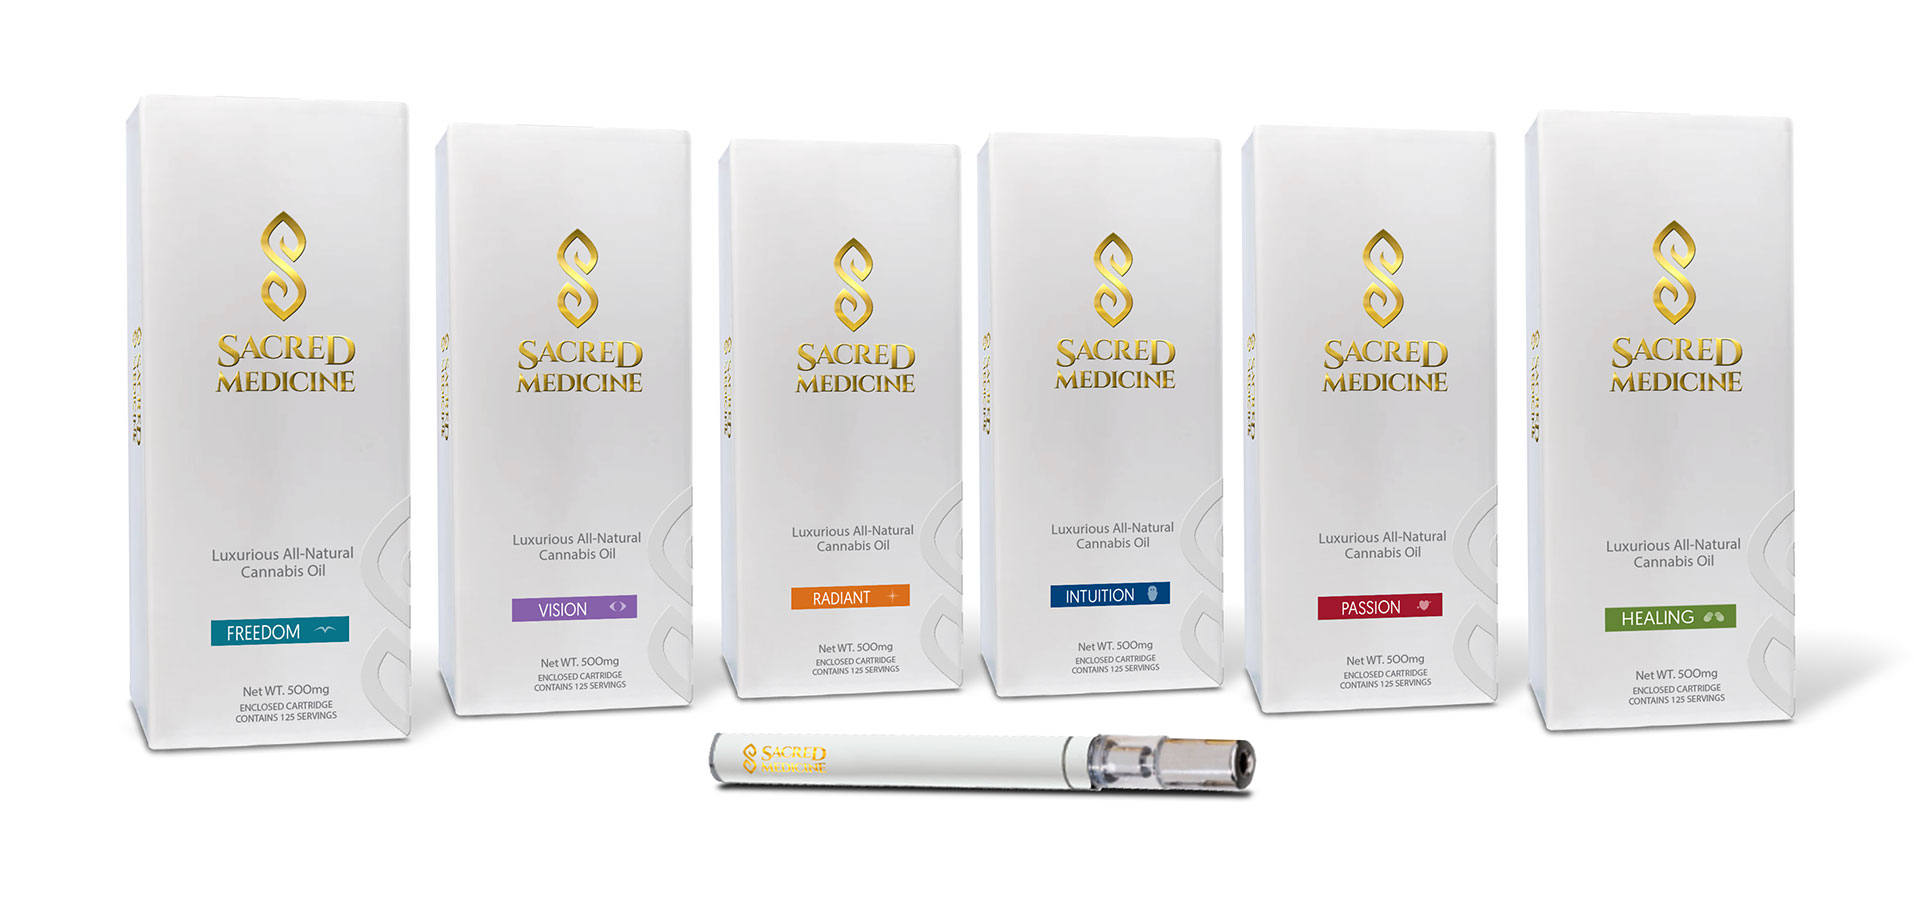 SACRED
MEDICINE
Luxurious All-Natural
Cannabis Oil
FREEDOM
Net WT. 500mg
ENCLOSED CARTRIDGE
CONTAINS 125 SERVINGS
SACRED
MEDICINE
Luxurious All-Natural
Cannabis Oil
VISION
Net WT. 500mg
ENCLOSED CARTRIDGE
CONTAINS 125 SERVINGS
SACRED
MEDICINE
Luxurious All-Natural
Cannabis Oil
RADIANT
Net WT. 500mg
ENCLOSED CARTRIDGE
CONTAINS 125 SERVINGS
SACRED
MEDICINE
Luxurious All-Natural
Cannabis Oil
INTUITION
Net WT. 500mg
ENCLOSED CARTRIDGE
CONTAINS 125 SERVINGS
SACRED
MEDICINE
Luxurious All-Natural
Cannabis Oil
PASSION
Net WT. 500mg
ENCLOSED CARTRIDGE
CONTAINS 125 SERVINGS
SACRED
MEDICINE
Luxurious All-Natural
Cannabis Oil
HEALING
Net WT. 500mg
ENCLOSED CARTRIDGE
CONTAINS 125 SERVINGS
SACRED
MEDICINE